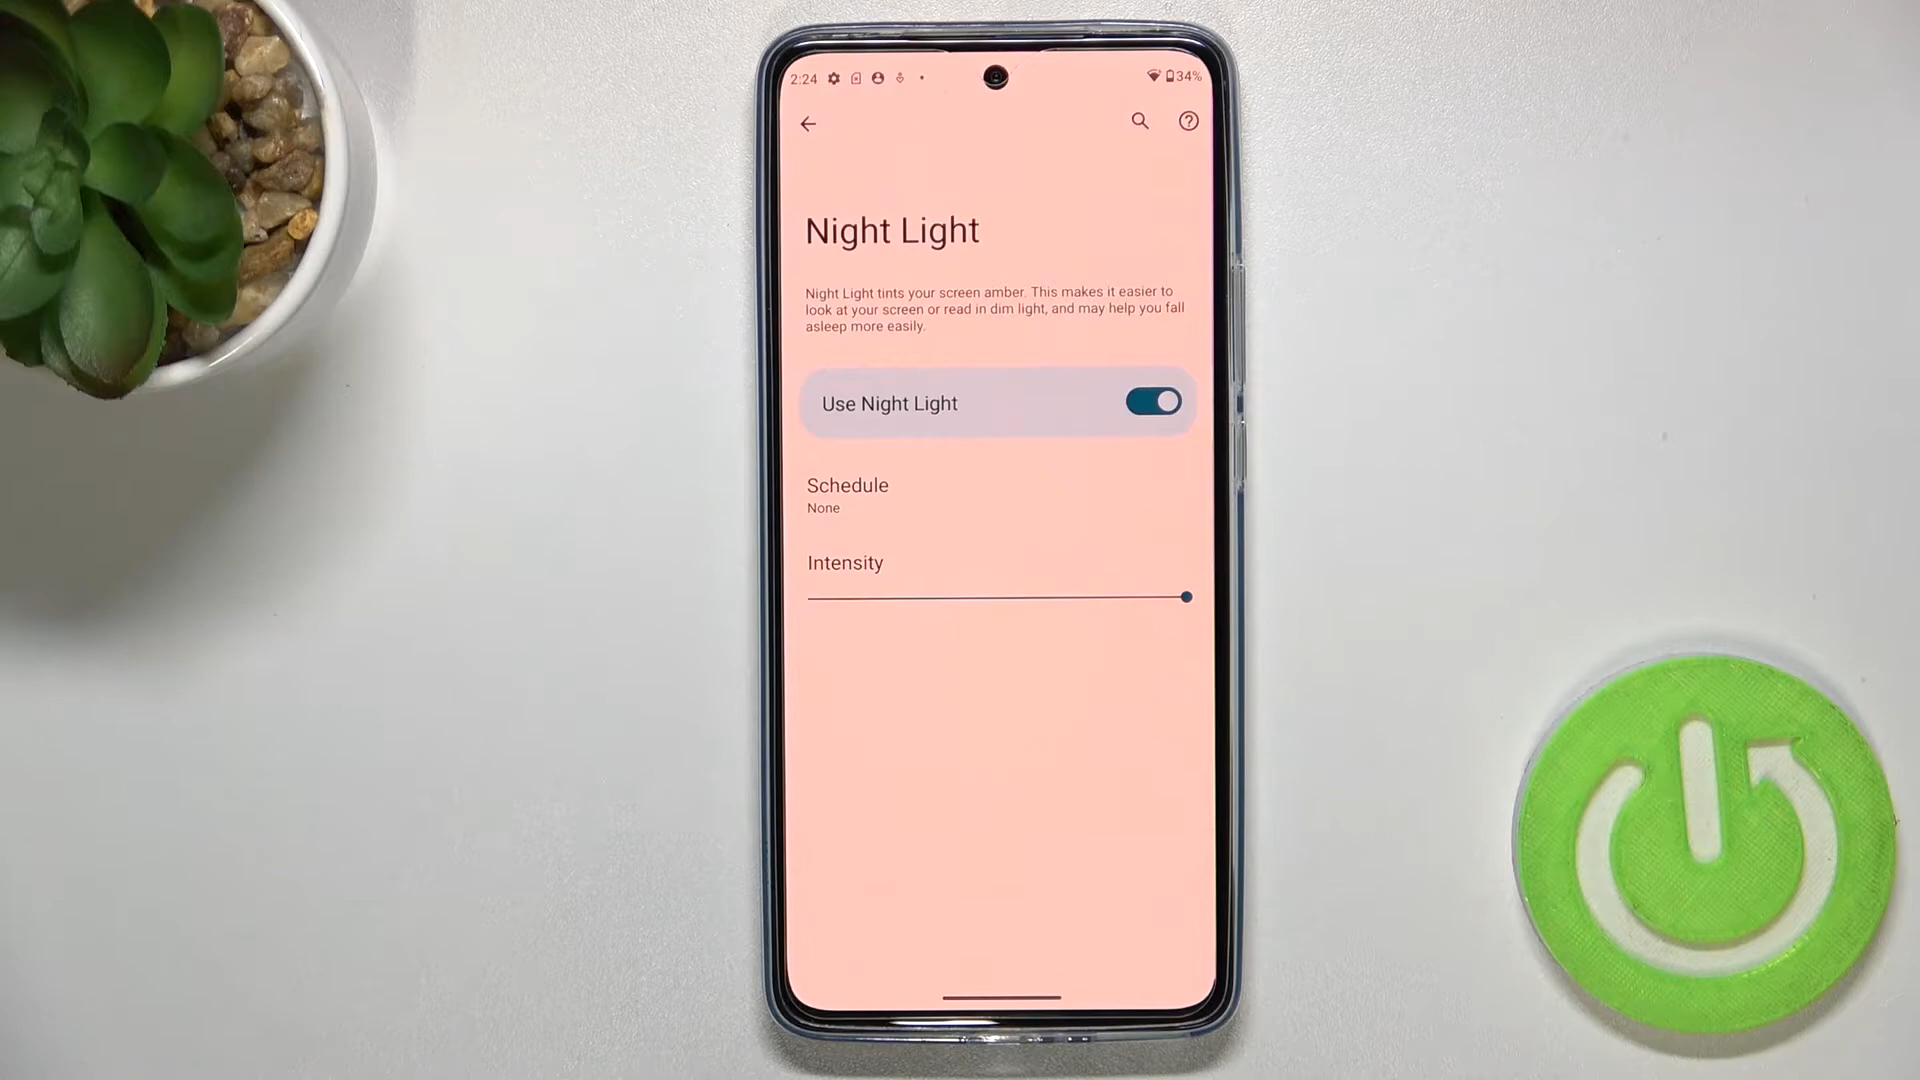 2:24
34%
Night Light
Night Light tints your screen amber. This makes it easier to
look at your screen or read in dim light, and may help you fall
asleep more easily.
Use Night Light
Schedule
None
Intensity